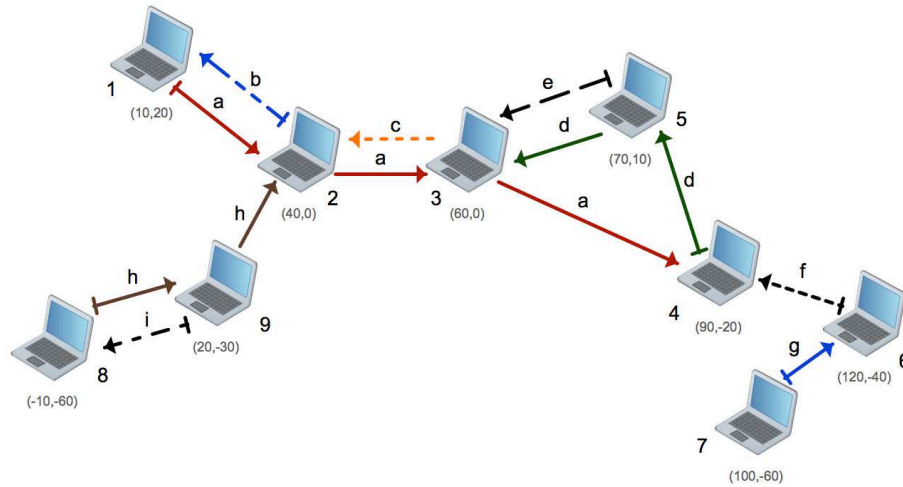 1
(10,20)
b
a
2
(40,0)
c
a
3
(60,0)
e
d
5
(70,10)
d
a
4
(90,-20)
f
6
(120,-40)
g
7
(100,-60)
h
h
9
(20,-30)
i
8
(-10,-60)